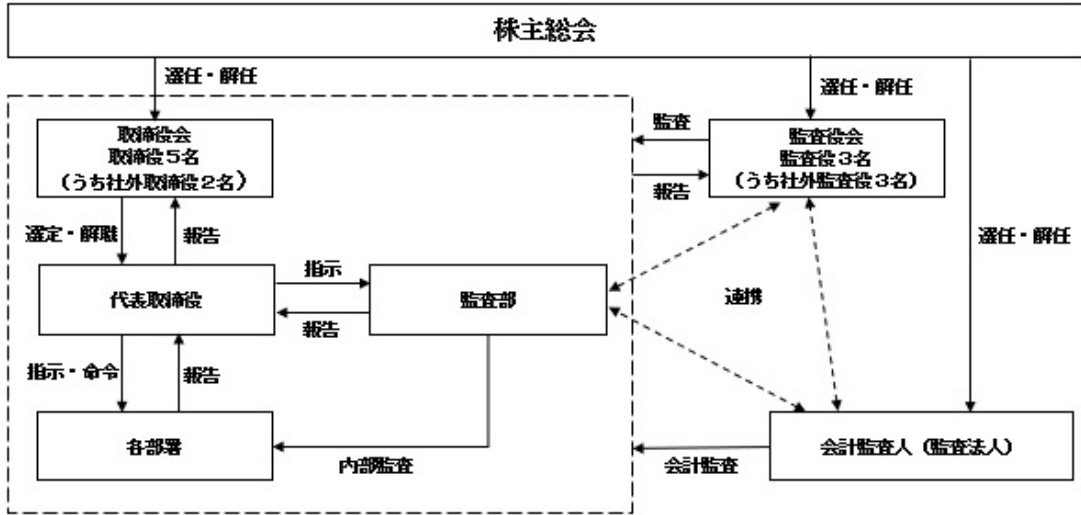 株主総会
選任・解任
選任・解任
取締役会
取締役５名
（うち社外取締役２名）
監査
監査役会
監査役３名
（うち社外監査役３名）
報告
選定・解職
報告
選任・解任
指示
代表取締役
監査部
連携
報告
指示・命令
報告
各部署
会計監査人（監査法人）
内部監査
会計監査